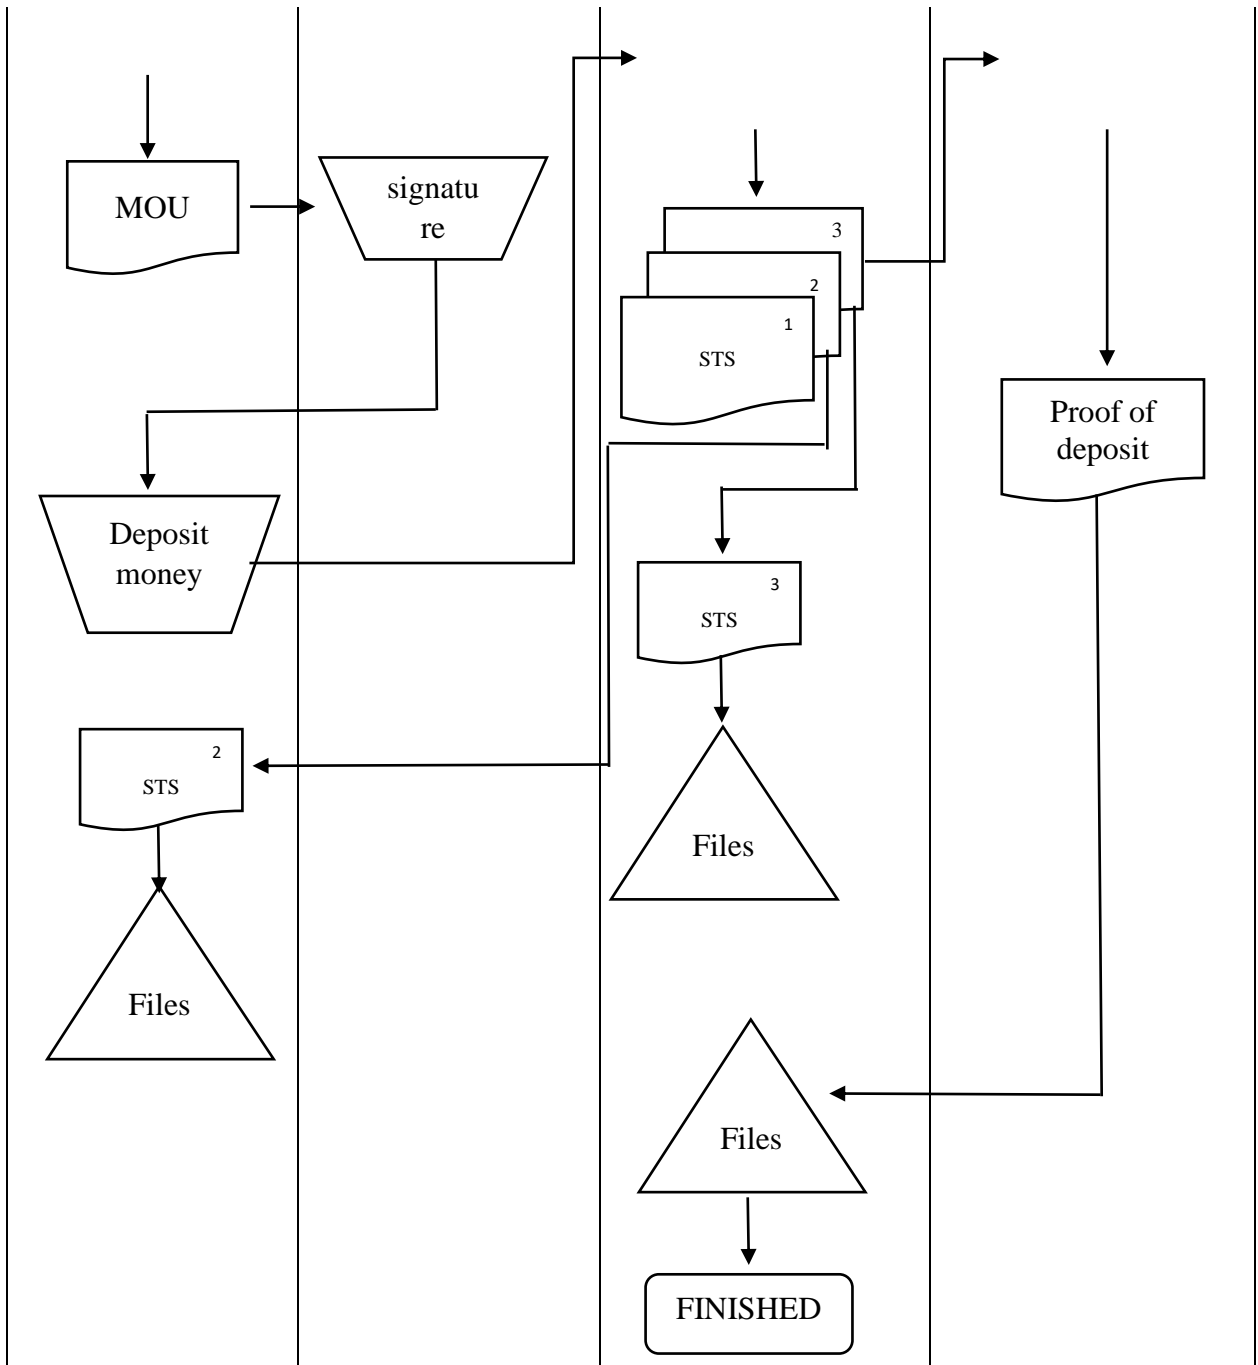 MOU
signatu
re
3
2
1
STS
Proof of
deposit
Deposit
money
3
STS
2
STS
Files
Files
Files
FINISHED